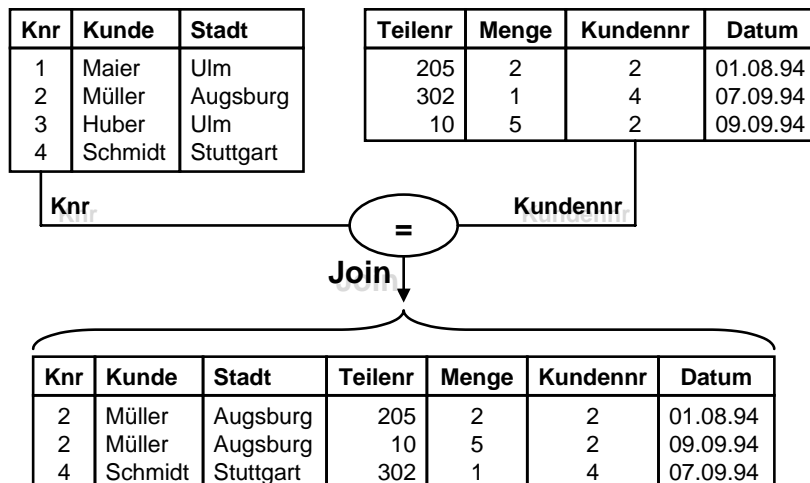 Knr Kunde Stadt
1 Maier Ulm
2 Müller Augsburg
3 Huber Ulm
4 Schmidt Stuttgart
Teilenr Menge Kundennr Datum
205 2 2 01.08.94
302 1 4 07.09.94
10 5 2 09.09.94
Knr
Kundennr
=
Join
Knr Kunde Stadt Teilenr Menge Kundennr Datum
2 Müller Augsburg 205 2 2 01.08.94
2 Müller Augsburg 10 5 2 09.09.94
4 Schmidt Stuttgart 302 1 4 07.09.94